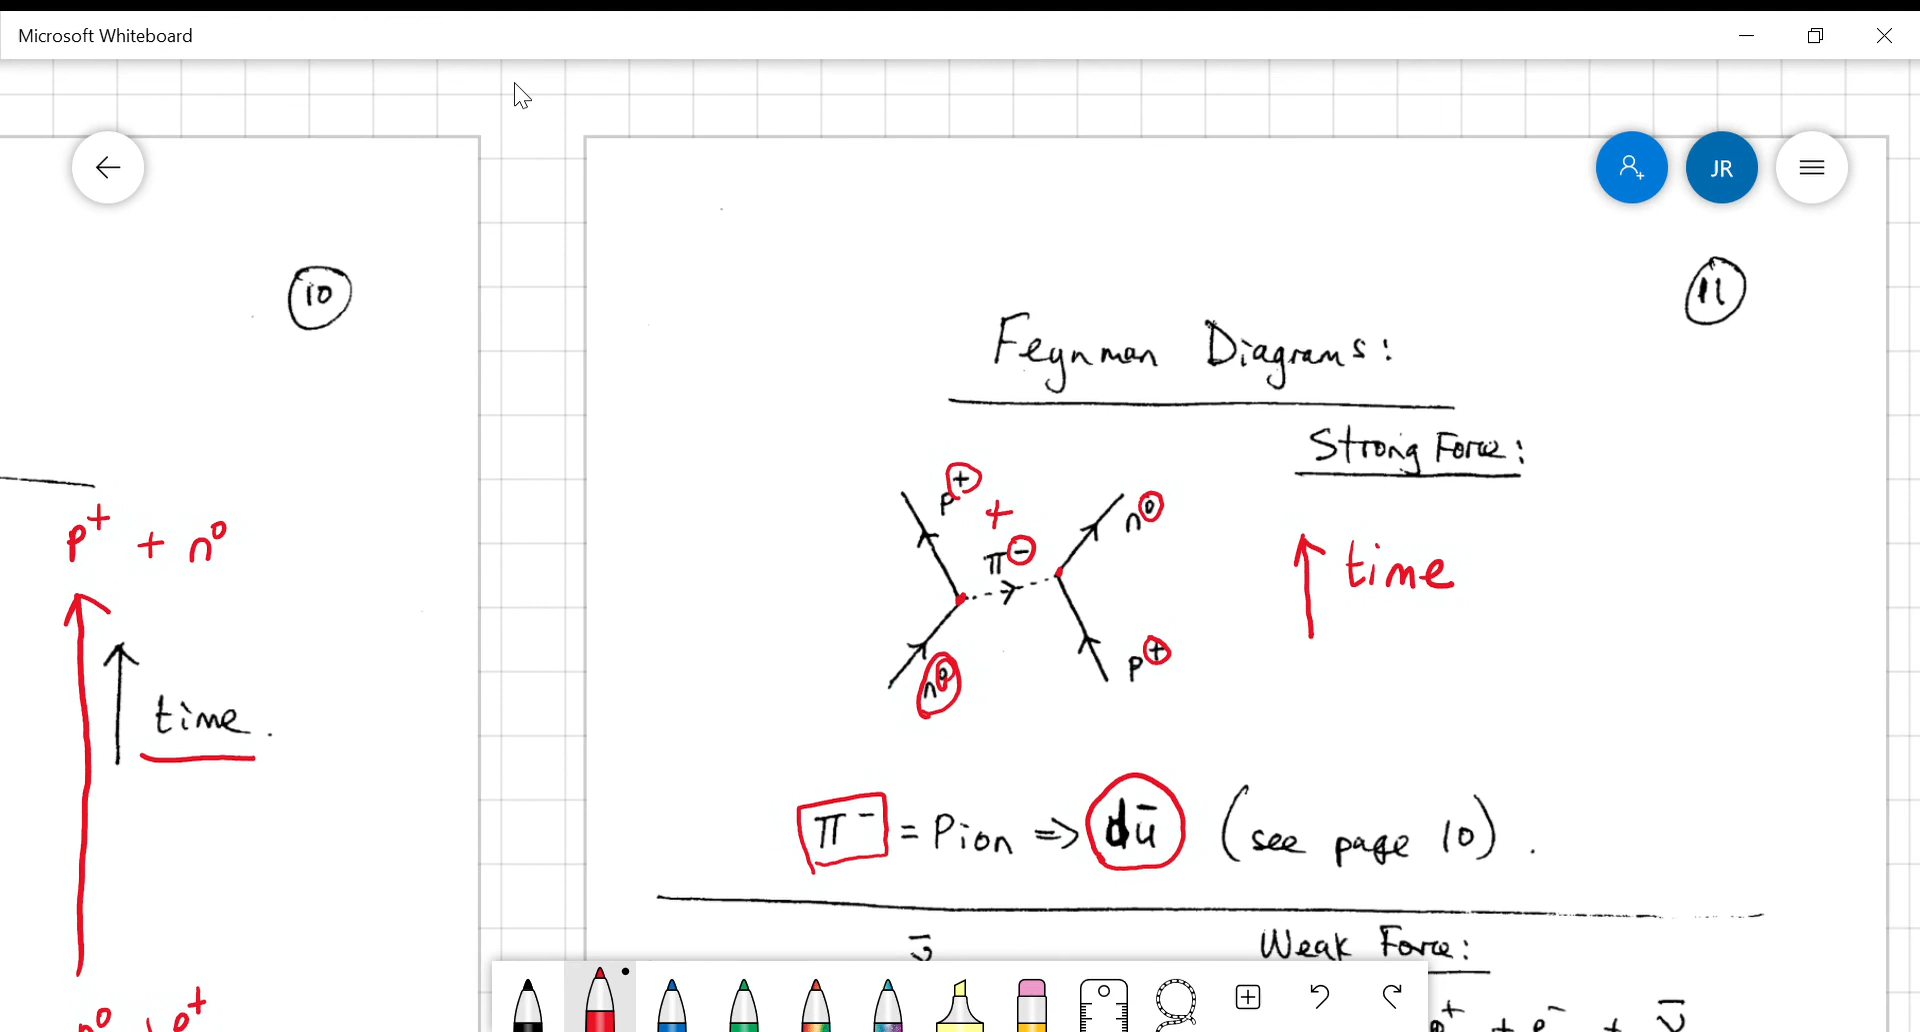 Microsoft Whiteboard
JR
10
p⁺ + n⁰
time.
11
Feynman Diagrams:
Strong Force:
p⁺ +
n⁰
π⁻
time
n⁰
p⁺
π⁻ = Pion => dū (see page 10).
Weak Force:
ν̄
+ e⁻ + ν̄